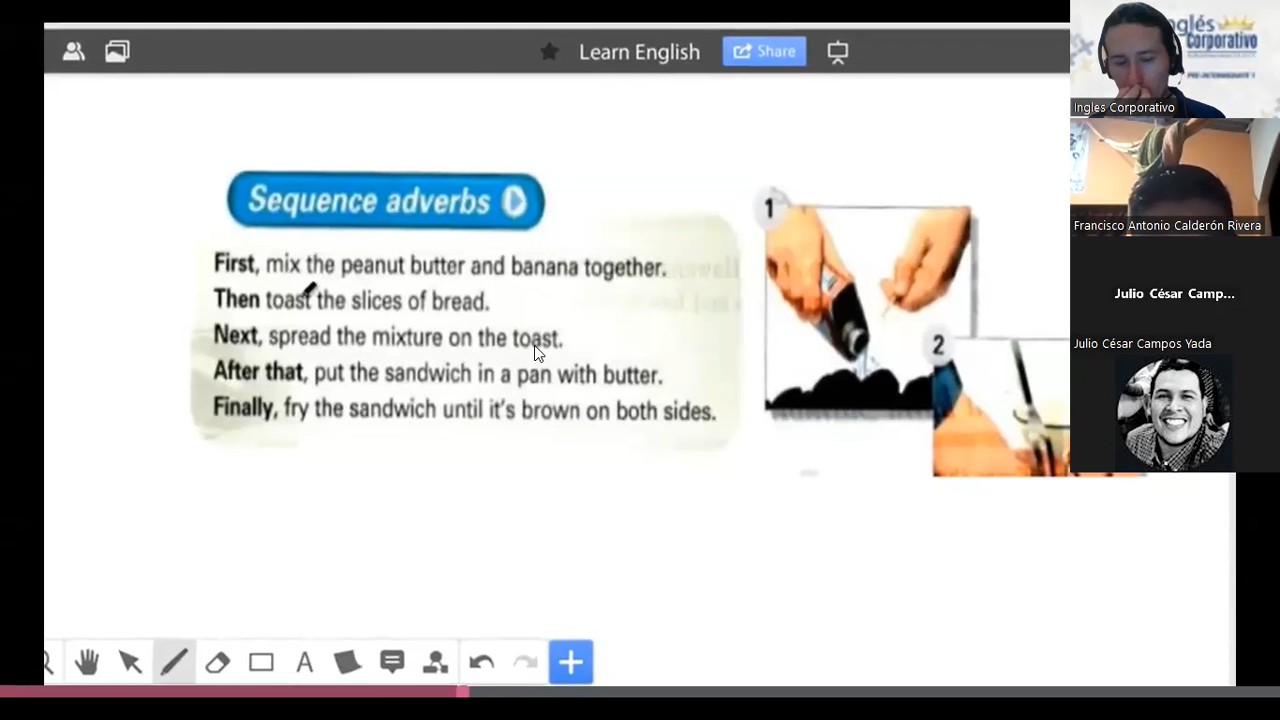 Learn English
Share
Sequence adverbs
First, mix the peanut butter and banana together.
Then toast the slices of bread.
Next, spread the mixture on the toast.
After that, put the sandwich in a pan with butter.
Finally, fry the sandwich until it's brown on both sides.
1
2
A
Inglés
Corporativo
PRE-INTERMEDIATE 1
Ingles Corporativo
Francisco Antonio Calderón Rivera
Julio César Camp...
Julio César Campos Yada